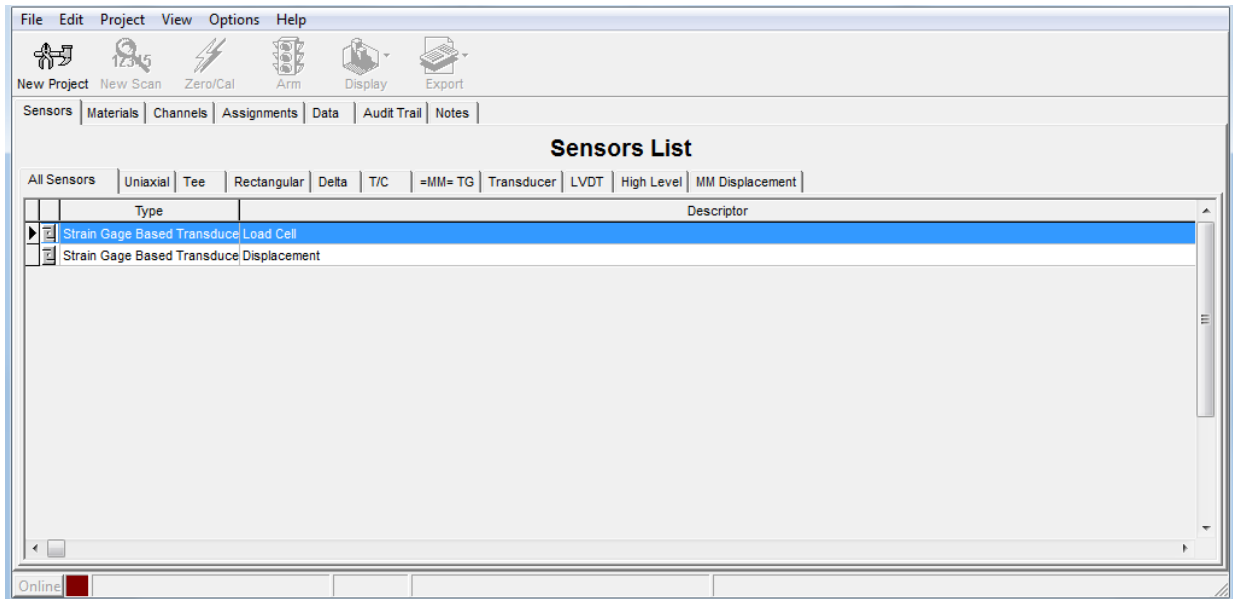 File Edit Project View Options Help
12345
New Project New Scan Zero/Cal Arm Display Export
Sensors Materials Channels Assignments Data Audit Trail Notes
Sensors List
All Sensors Uniaxial Tee Rectangular Delta T/C =MM= TG Transducer LVDT High Level MM Displacement
Type Descriptor
Strain Gage Based Transduce Load Cell
Strain Gage Based Transduce Displacement
Online